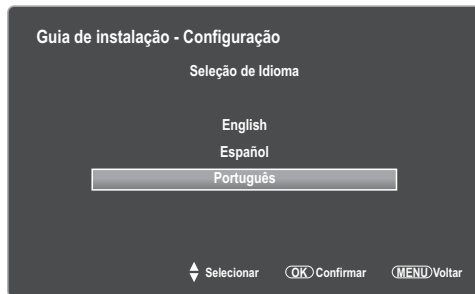 Guia de instalação - Configuração
Seleção de Idioma
English
Español
Português
Selecionar OK Confirmar MENU Voltar